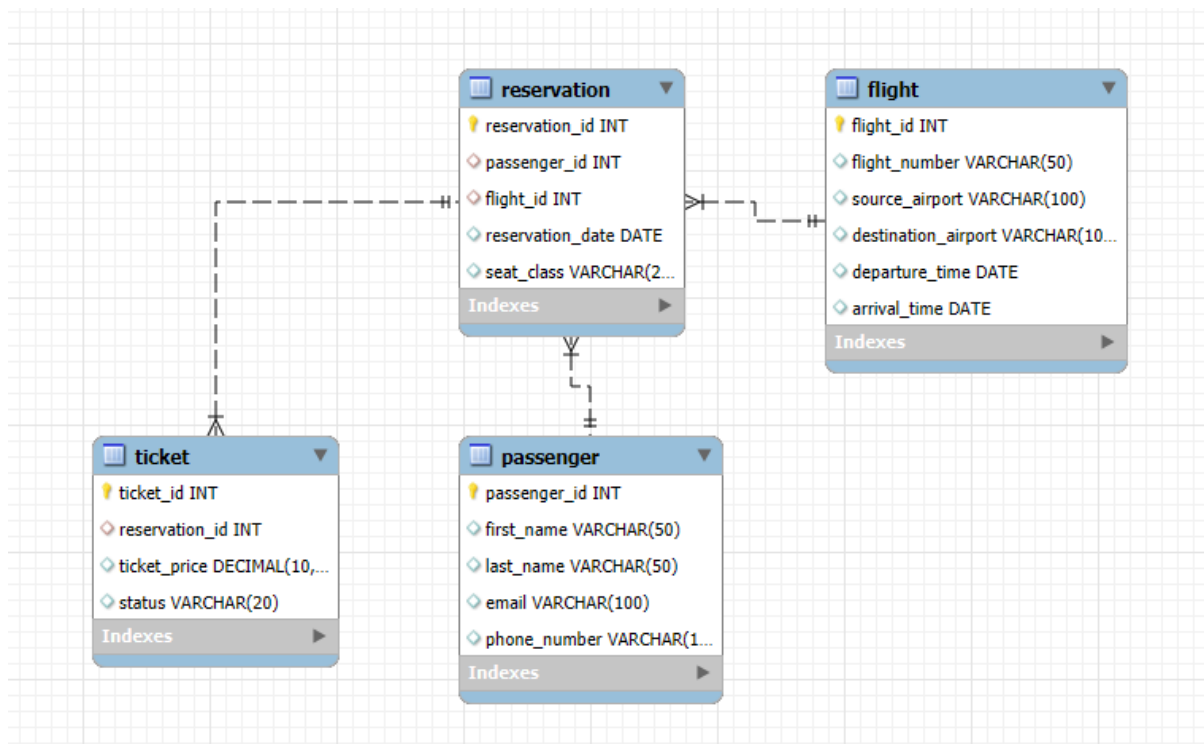 reservation
reservation_id INT
passenger_id INT
flight_id INT
reservation_date DATE
seat_class VARCHAR(2...
Indexes
flight
flight_id INT
flight_number VARCHAR(50)
source_airport VARCHAR(100)
destination_airport VARCHAR(10...
departure_time DATE
arrival_time DATE
Indexes
ticket
ticket_id INT
reservation_id INT
ticket_price DECIMAL(10,...
status VARCHAR(20)
Indexes
passenger
passenger_id INT
first_name VARCHAR(50)
last_name VARCHAR(50)
email VARCHAR(100)
phone_number VARCHAR(1...
Indexes